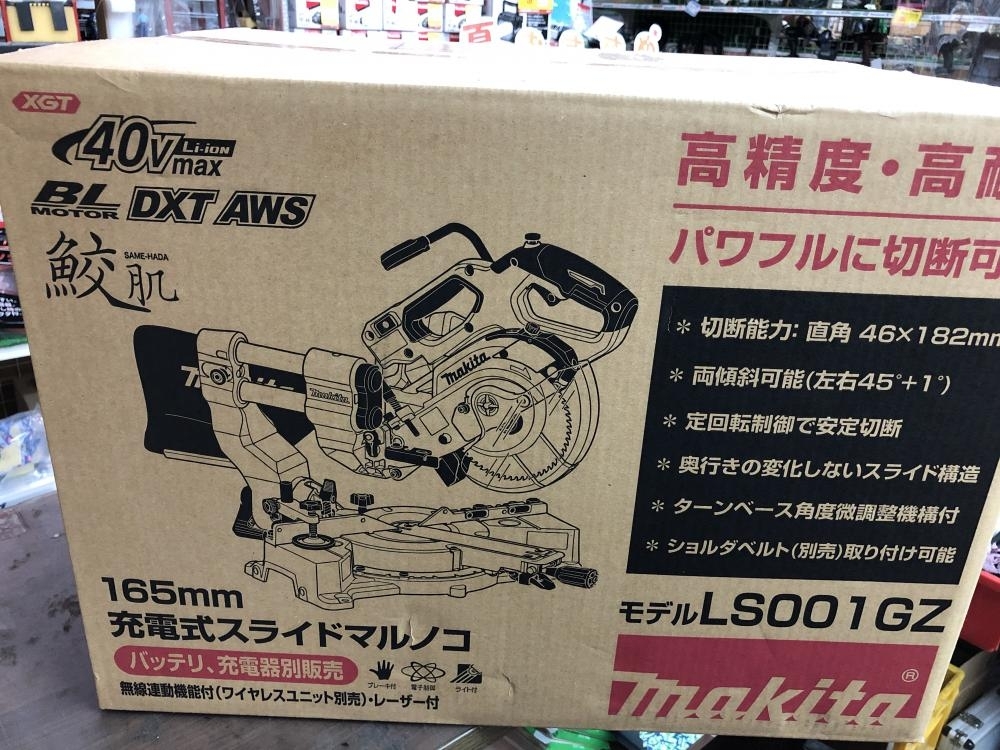 XGT
40Vmax Li-ion
BL MOTOR DXT AWS
鮫肌 SAME-HADA
高精度・高
パワフルに切断可
* 切断能力: 直角 46×182mm
* 両傾斜可能(左右45°+1°)
* 定回転制御で安定切断
* 奥行きの変化しないスライド構造
* ターンベース角度微調整機構付
* ショルダベルト(別売)取り付け可能
makita
makita
165mm
充電式スライドマルノコ
バッテリ、充電器別販売
ブレーキ付 電子制御 ライト付
無線連動機能付(ワイヤレスユニット別売)・レーザー付
モデルLS001GZ
makita®